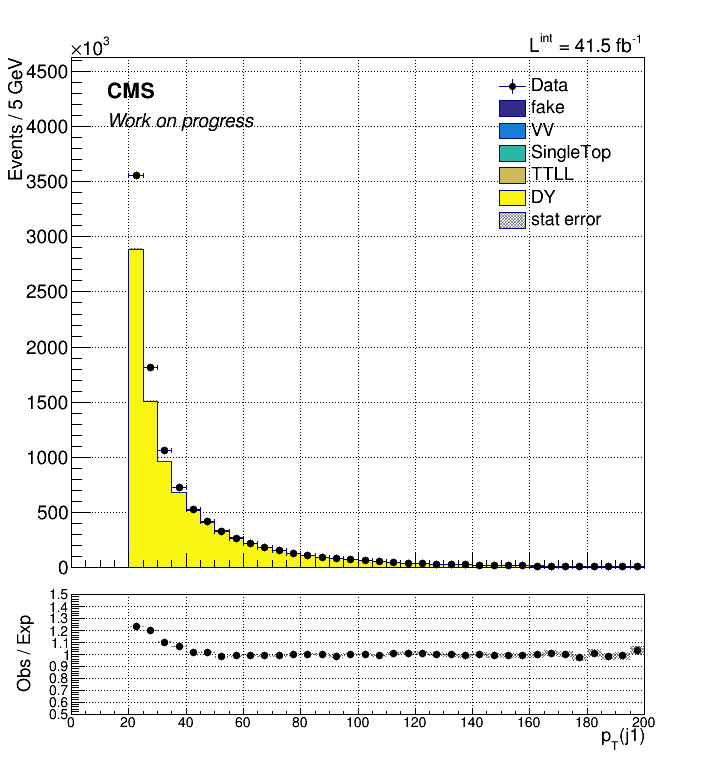 ×10³
L^int = 41.5 fb⁻¹
Events / 5 GeV
4500
4000
3500
3000
2500
2000
1500
1000
500
0
CMS
Work on progress
Data
fake
VV
SingleTop
TTLL
DY
stat error
Obs / Exp
1.5
1.4
1.3
1.2
1.1
1
0.9
0.8
0.7
0.6
0.5
0 20 40 60 80 100 120 140 160 180 200
p_T(j1)